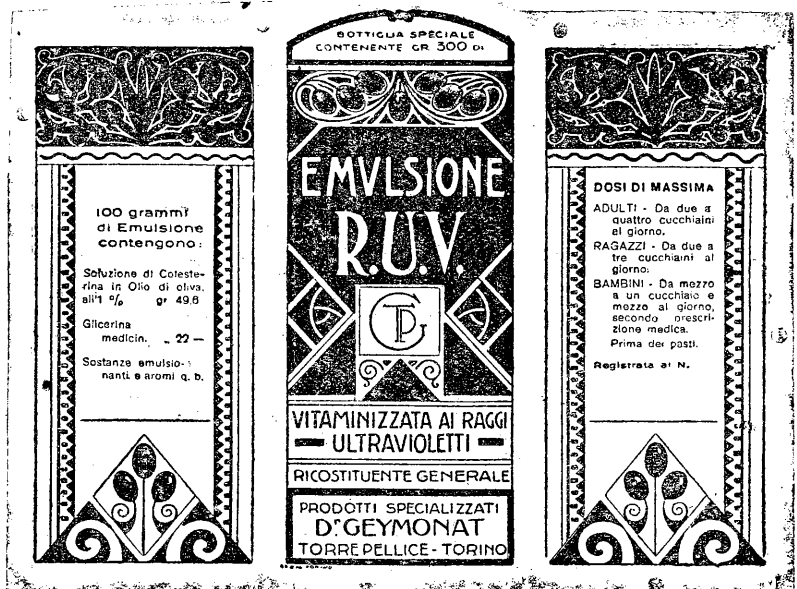 100 grammi
di Emulsione
contengono:
Soluzione di Coleste-
rina in Olio di oliva.
all'1 % gr 49,6
Glicerina
medicin. „ 22 —
Sostanze emulsio-
nanti e aromi q. b.
BOTTIGLIA SPECIALE
CONTENENTE GR. 300 DI
EMVLSIONE
R.U.V.
GTP
VITAMINIZZATA AI RAGGI
ULTRAVIOLETTI
RICOSTITUENTE GENERALE
PRODOTTI SPECIALIZZATI
Dr. GEYMONAT
TORRE PELLICE - TORINO
DOSI DI MASSIMA
ADULTI - Da due a
quattro cucchiaini
al giorno.
RAGAZZI - Da due a
tre cucchiaini al
giorno.
BAMBINI - Da mezzo
a un cucchiaio e
mezzo al giorno,
secondo prescri-
zione medica.
Prima dei pasti.
Registrata al N.